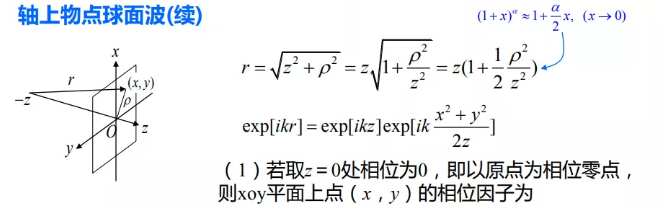 轴上物点球面波(续)
(1+x)^α ≈ 1+ α/2 x, (x→0)
r = √(z² + ρ²) = z√(1+ ρ²/z²) = z(1+ 1/2 ρ²/z²)
x
r
(x, y)
ρ
−z
O
z
y
exp[ikr] = exp[ikz]exp[ik (x² + y²)/2z]
（1）若取z = 0处相位为0，即以原点为相位零点，
则xoy平面上点（x , y）的相位因子为